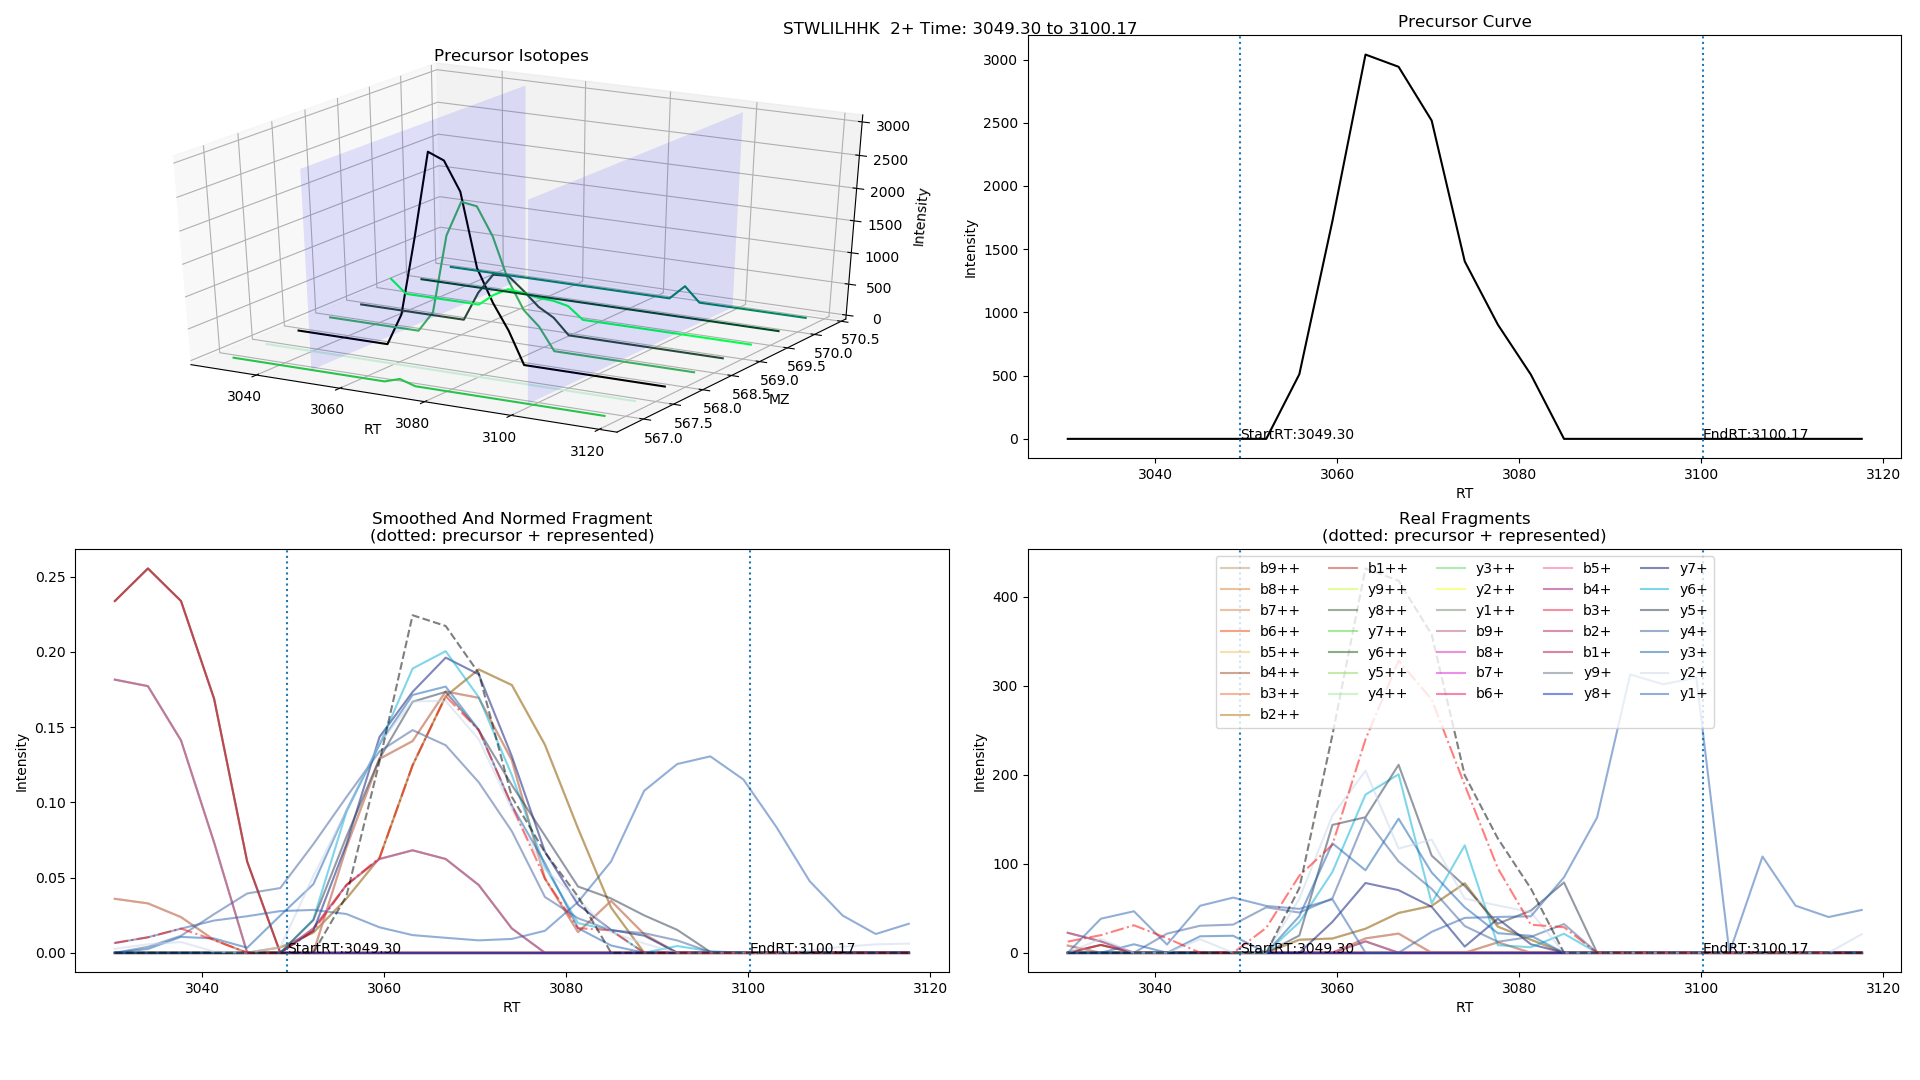 STWLILHHK  2+ Time: 3049.30 to 3100.17
Precursor Isotopes
3000
2500
2000
1500
1000
500
0
Intensity
570.5
570.0
569.5
569.0
568.5
568.0
567.5
567.0
MZ
3040
3060
3080
3100
3120
RT
Precursor Curve
3000
2500
2000
1500
1000
500
0
Intensity
StartRT:3049.30
EndRT:3100.17
3040
3060
3080
3100
3120
RT
Smoothed And Normed Fragment
(dotted: precursor + represented)
0.25
0.20
0.15
0.10
0.05
0.00
Intensity
StartRT:3049.30
EndRT:3100.17
3040
3060
3080
3100
3120
RT
Real Fragments
(dotted: precursor + represented)
400
300
200
100
0
Intensity
b9++
b8++
b7++
b6++
b5++
b4++
b3++
b2++
b1++
y9++
y8++
y7++
y6++
y5++
y4++
y3++
y2++
y1++
b9+
b8+
b7+
b6+
b5+
b4+
b3+
b2+
b1+
y9+
y8+
y7+
y6+
y5+
y4+
y3+
y2+
y1+
StartRT:3049.30
EndRT:3100.17
3040
3060
3080
3100
3120
RT